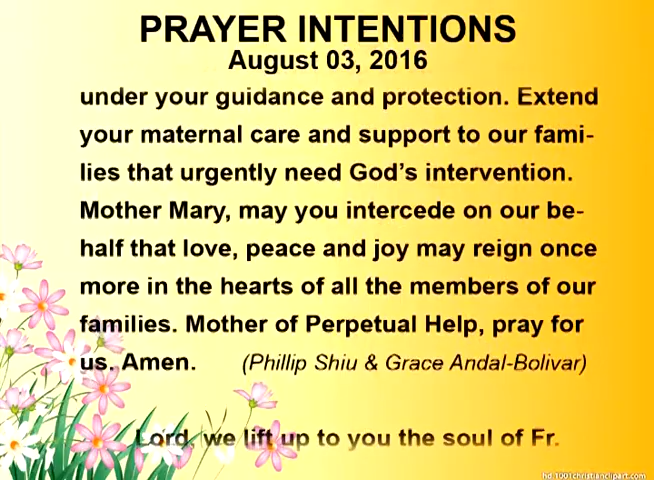 PRAYER INTENTIONS
August 03, 2016
under your guidance and protection. Extend
your maternal care and support to our fami-
lies that urgently need God's intervention.
Mother Mary, may you intercede on our be-
half that love, peace and joy may reign once
more in the hearts of all the members of our
families. Mother of Perpetual Help, pray for
us. Amen. (Phillip Shiu & Grace Andal-Bolivar)
Lord, we lift up to you the soul of Fr.
hd.1001christianclipart.com